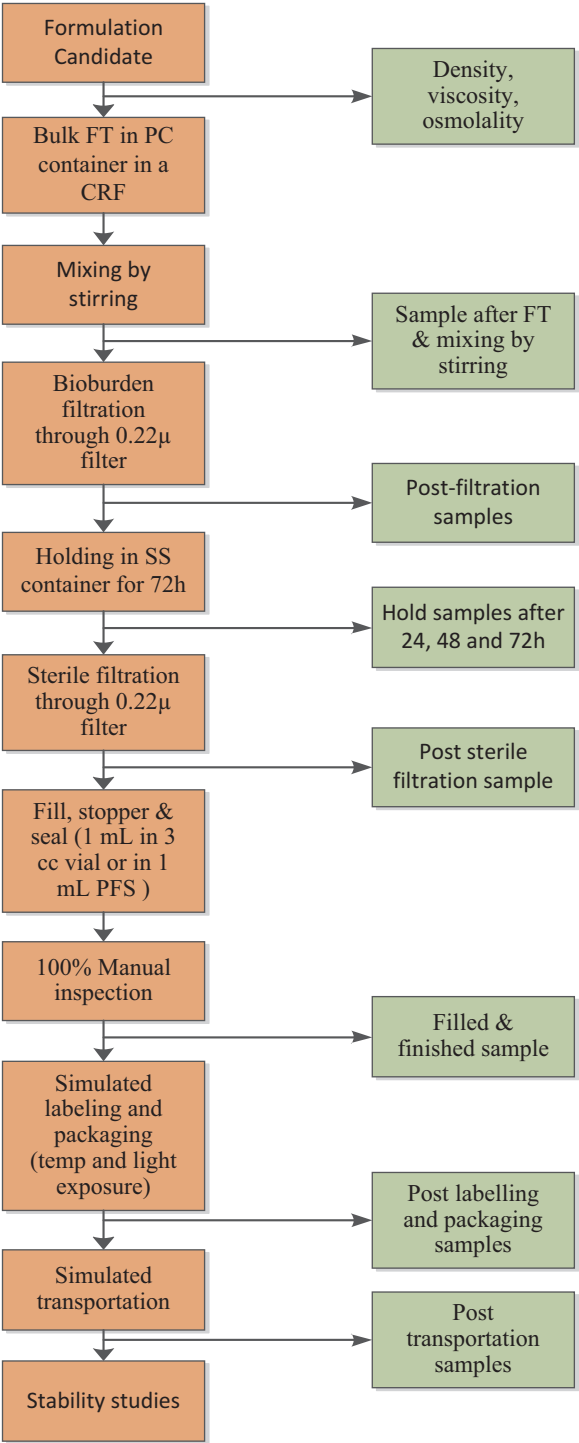 Formulation
Candidate
Density,
viscosity,
osmolality
Bulk FT in PC
container in a
CRF
Mixing by
stirring
Sample after FT
& mixing by
stirring
Bioburden
filtration
through 0.22µ
filter
Post-filtration
samples
Holding in SS
container for 72h
Hold samples after
24, 48 and 72h
Sterile filtration
through 0.22µ
filter
Post sterile
filtration sample
Fill, stopper &
seal (1 mL in 3
cc vial or in 1
mL PFS )
100% Manual
inspection
Filled &
finished sample
Simulated
labeling and
packaging
(temp and light
exposure)
Post labelling
and packaging
samples
Simulated
transportation
Post
transportation
samples
Stability studies